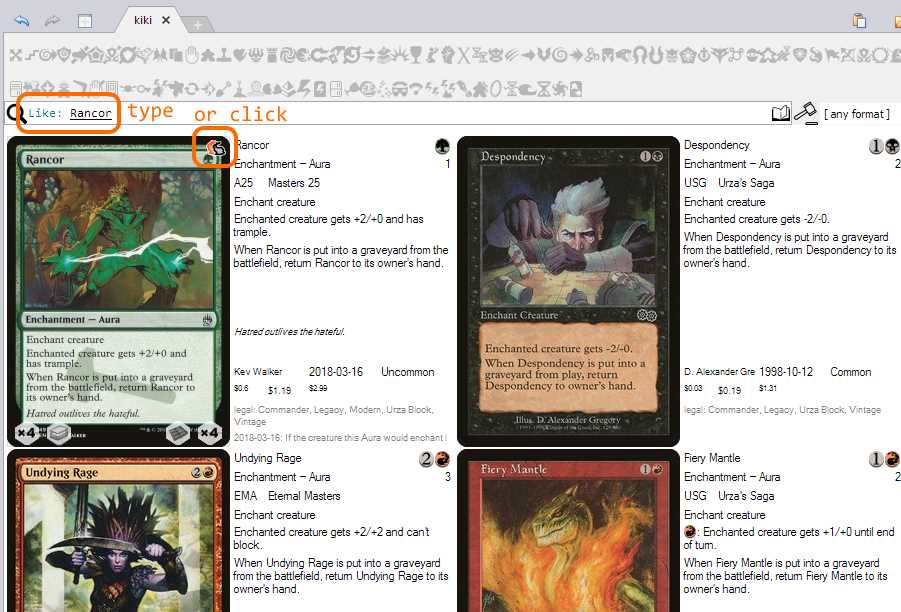 kiki
Like: Rancor type or click
[ any format ]
Rancor
Enchantment – Aura
Enchant creature
Enchanted creature gets +2/+0 and
has trample.
When Rancor is put into a graveyard
from the battlefield, return Rancor to
its owner's hand.
Hatred outlives the hateful.
×4
×4
Rancor
Enchantment – Aura 1
A25 Masters 25
Enchant creature
Enchanted creature gets +2/+0 and has
trample.
When Rancor is put into a graveyard from the
battlefield, return Rancor to its owner's hand.
Hatred outlives the hateful.
Kev Walker 2018-03-16 Uncommon
$0.6 $1.19 $2.99
legal: Commander, Legacy, Modern, Urza Block,
Vintage
2018-03-16: If the creature this Aura would enchant i
Despondency 1
Enchant Creature
Enchanted creature gets -2/-0.
When Despondency is put into a
graveyard from play, return
Despondency to owner's hand.
Illus. D. Alexander Gregory
Despondency 1
Enchantment – Aura 2
USG Urza's Saga
Enchant creature
Enchanted creature gets -2/-0.
When Despondency is put into a graveyard
from the battlefield, return Despondency to its
owner's hand.
D. Alexander Gre 1998-10-12 Common
$0.03 $0.19 $1.31
legal: Commander, Legacy, Urza Block, Vintage
Undying Rage 2
Undying Rage 2
Enchantment – Aura 3
EMA Eternal Masters
Enchant creature
Enchanted creature gets +2/+2 and can't
block.
When Undying Rage is put into a graveyard
from the battlefield, return Undying Rage to its
owner's hand.
Fiery Mantle 1
Fiery Mantle 1
Enchantment – Aura 2
USG Urza's Saga
Enchant creature
: Enchanted creature gets +1/+0 until end
of turn.
When Fiery Mantle is put into a graveyard
from the battlefield, return Fiery Mantle to its
owner's hand.